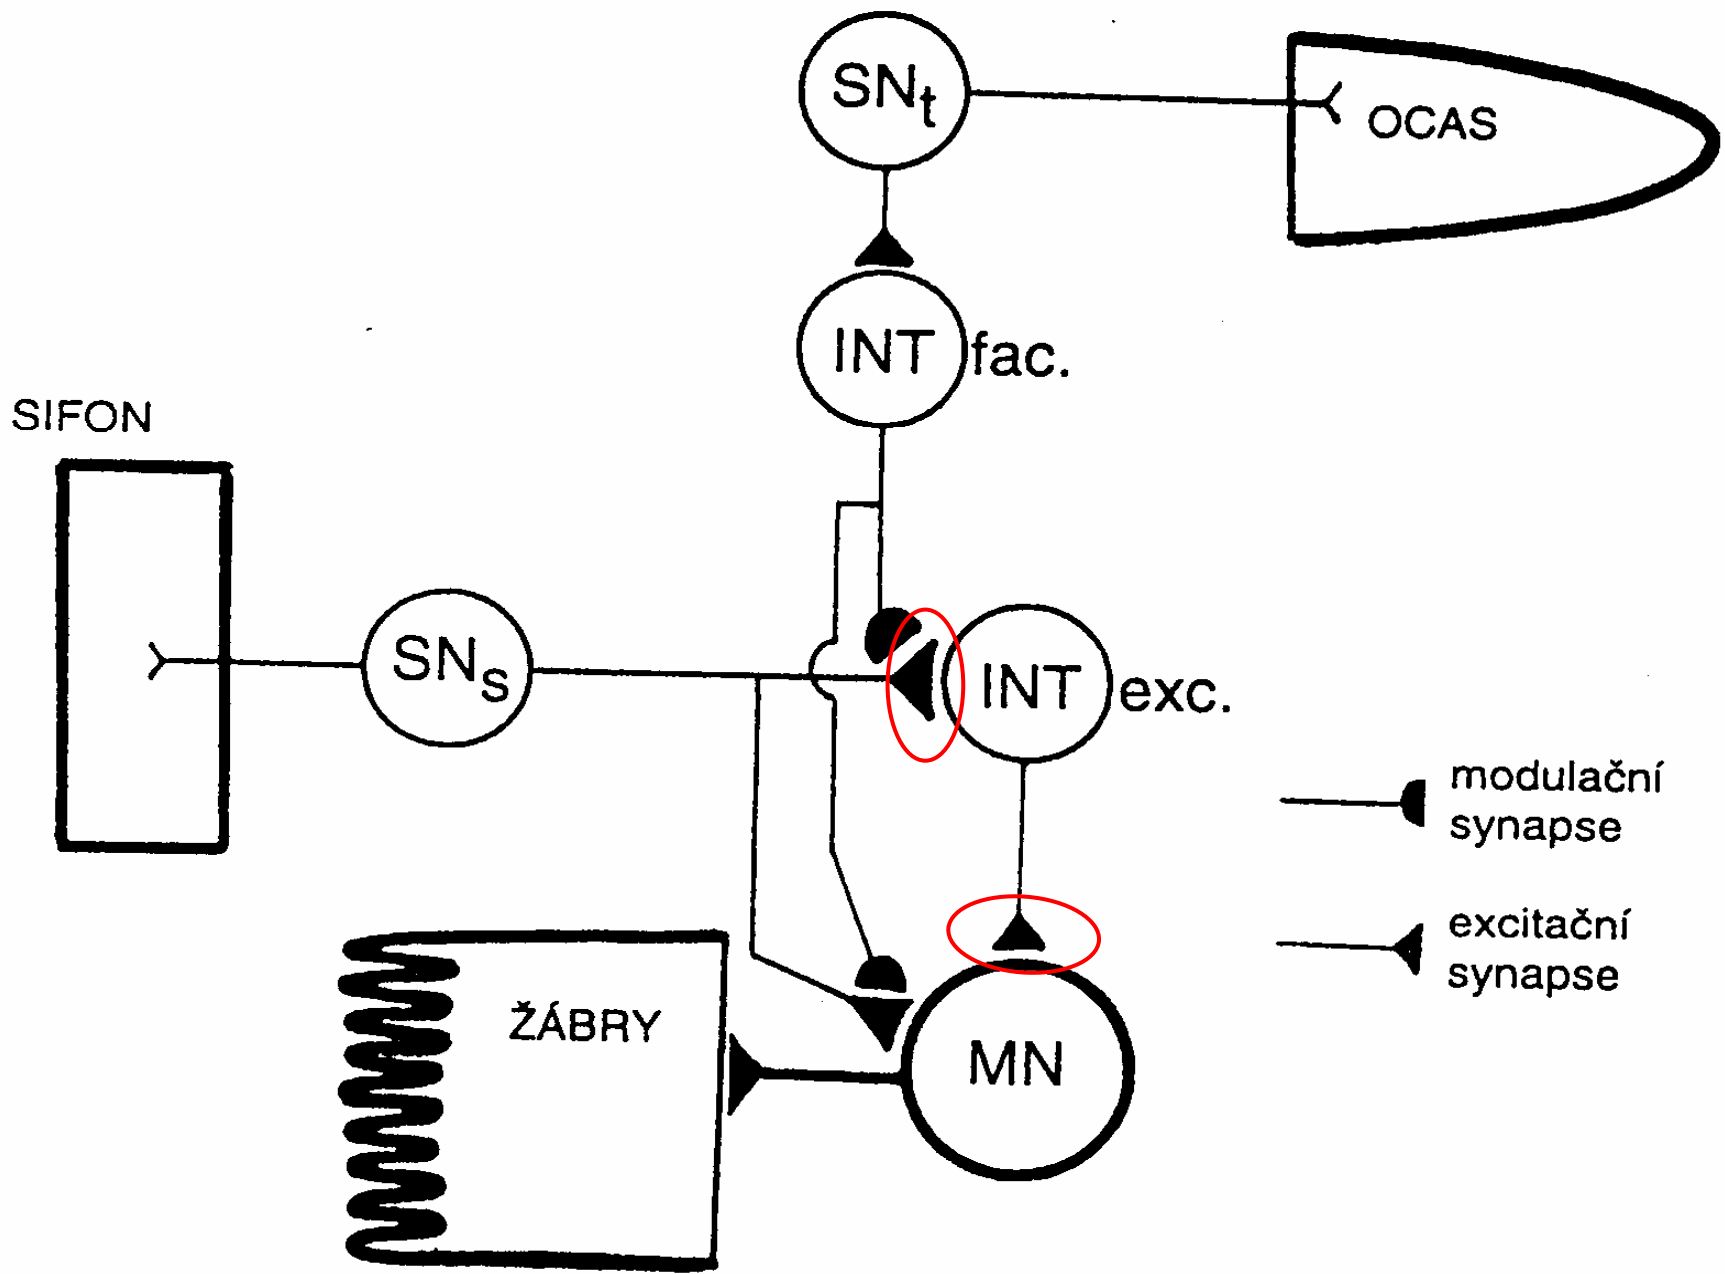 SNt
OCAS
INT fac.
SIFON
SNs
INT exc.
modulační
synapse
excitační
synapse
ŽÁBRY
MN